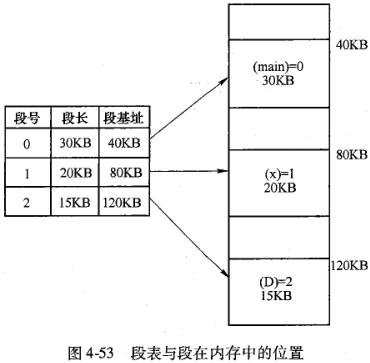 40KB
(main)=0
30KB
段号 段长 段基址
0 30KB 40KB
1 20KB 80KB
2 15KB 120KB
80KB
(x)=1
20KB
120KB
(D)=2
15KB
图 4-53 段表与段在内存中的位置